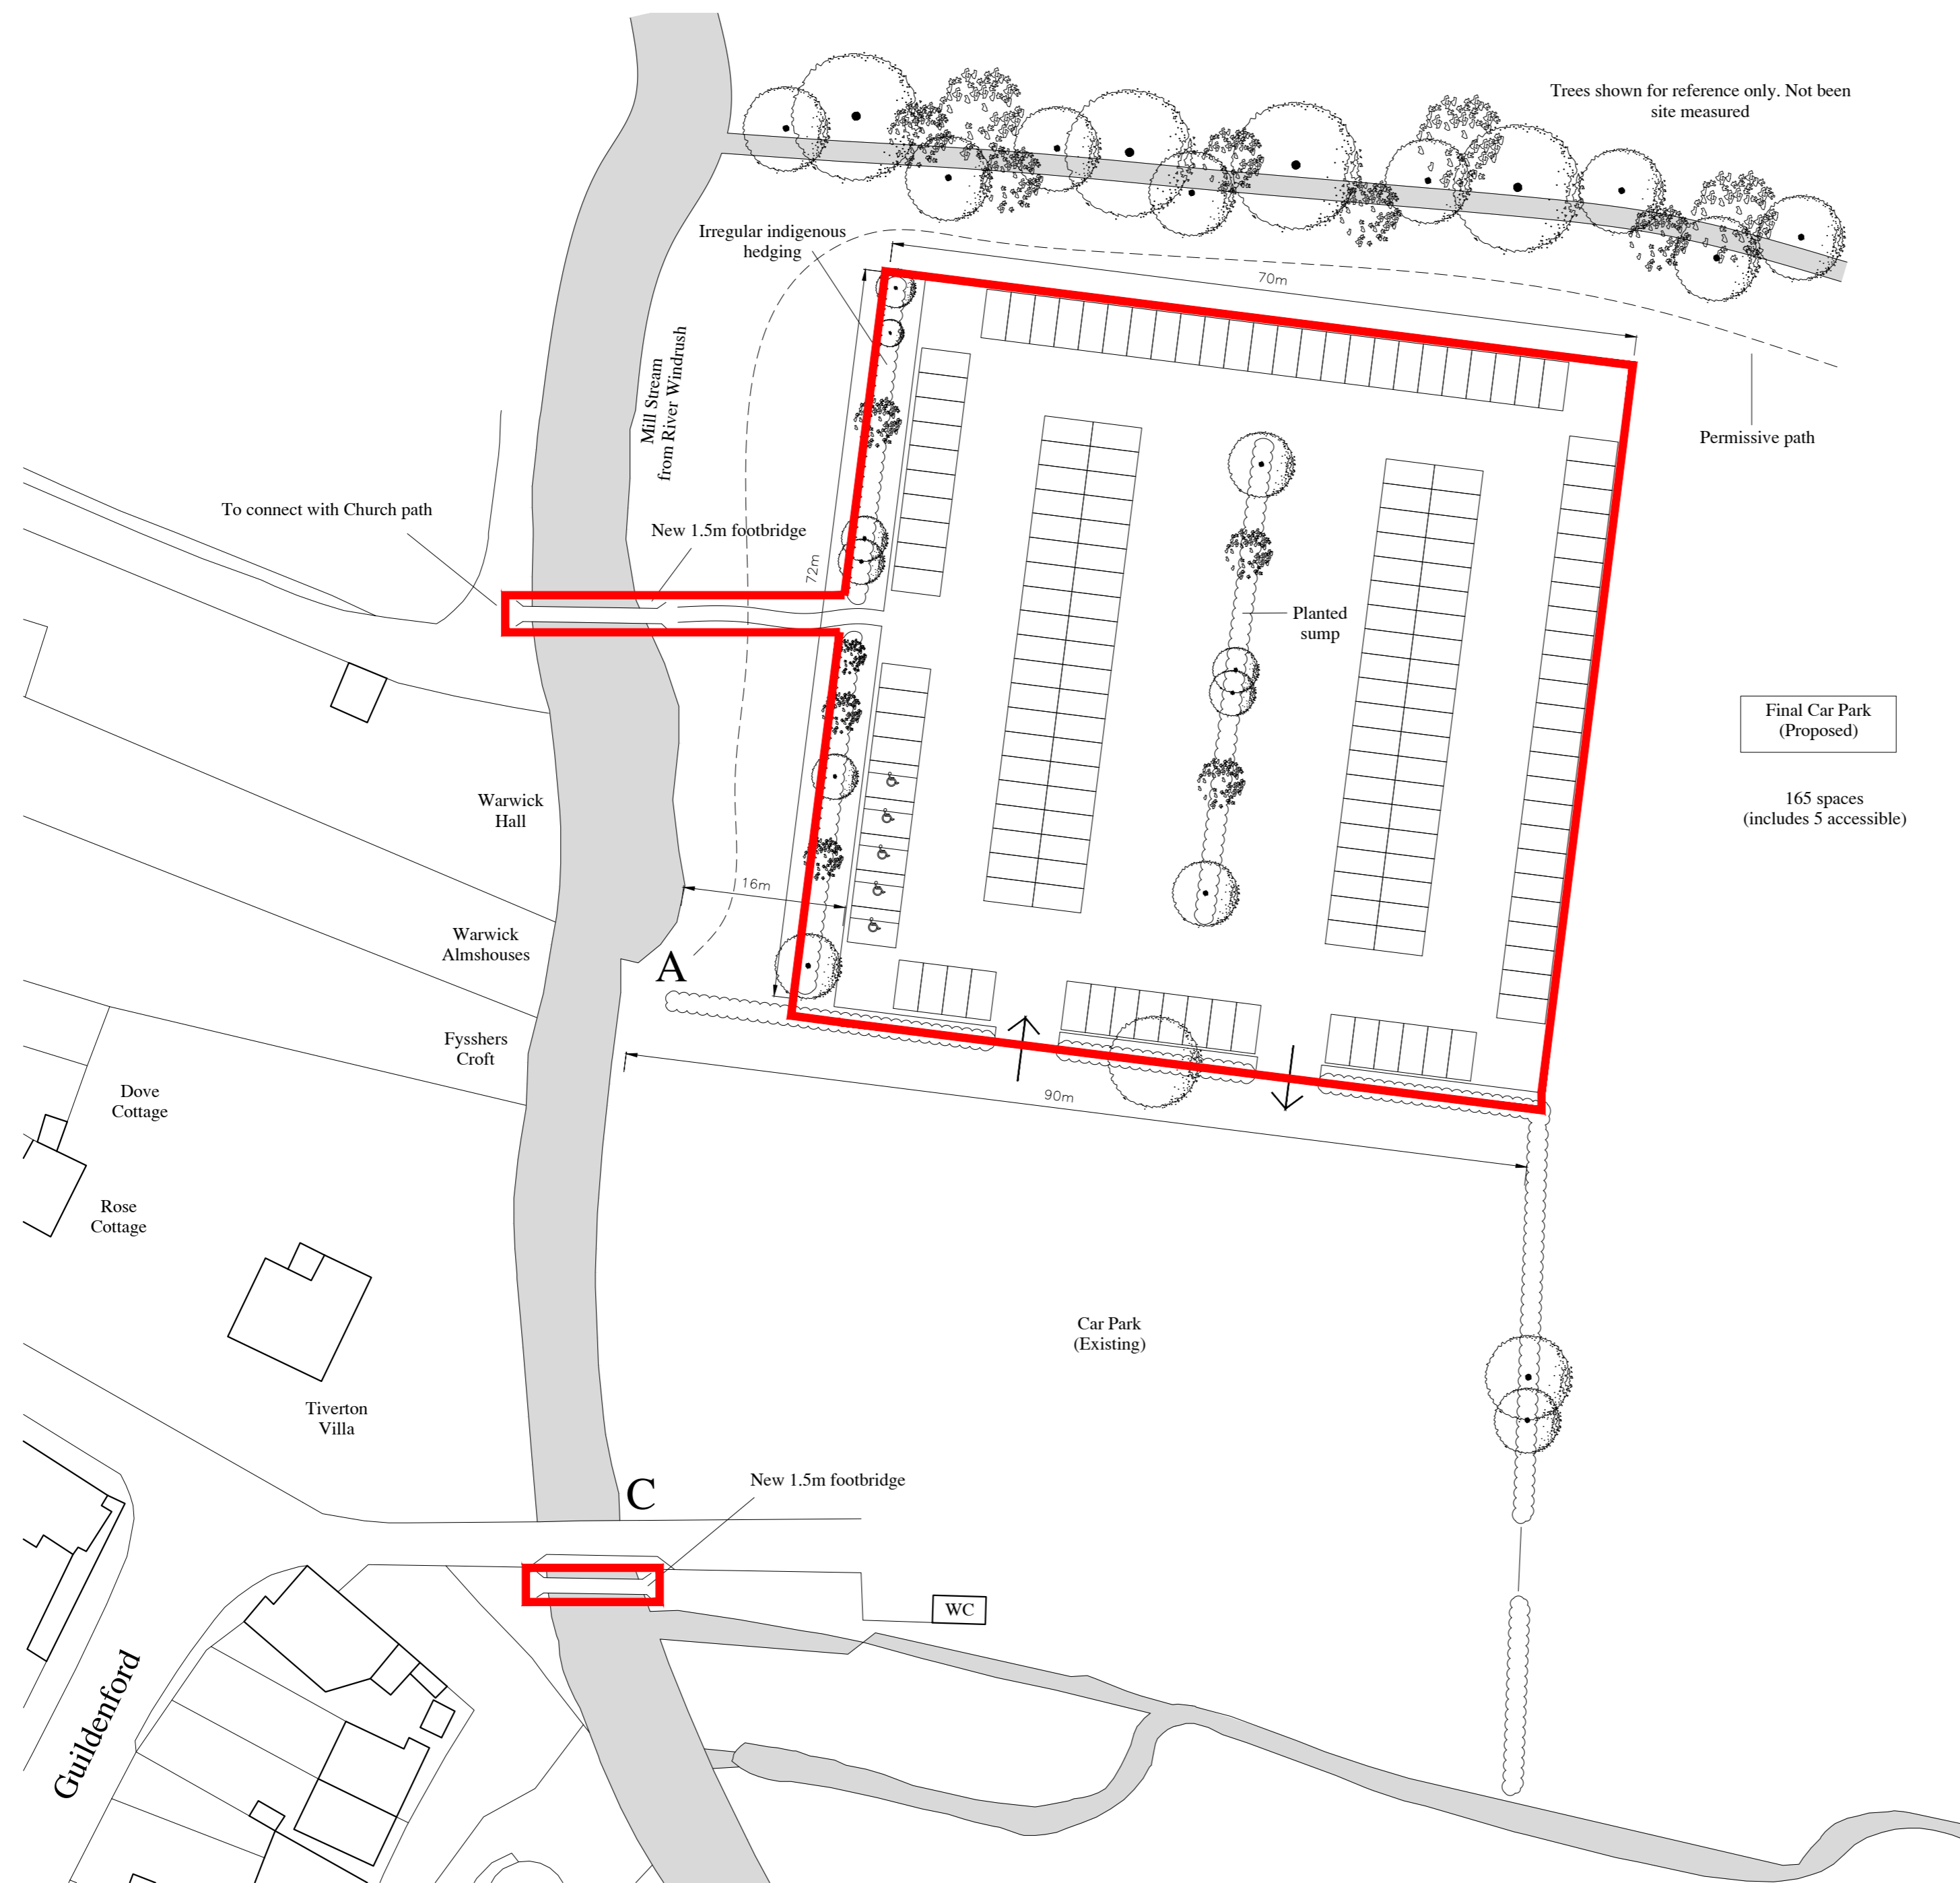 Trees shown for reference only. Not been
site measured
Irregular indigenous
hedging
70m
Mill Stream
from River Windrush
Permissive path
To connect with Church path
New 1.5m footbridge
72m
Planted
sump
Final Car Park
(Proposed)
165 spaces
(includes 5 accessible)
Warwick
Hall
16m
Warwick
Almshouses
A
Fysshers
Croft
Dove
Cottage
90m
Rose
Cottage
Car Park
(Existing)
Tiverton
Villa
C
New 1.5m footbridge
WC
Guildenford